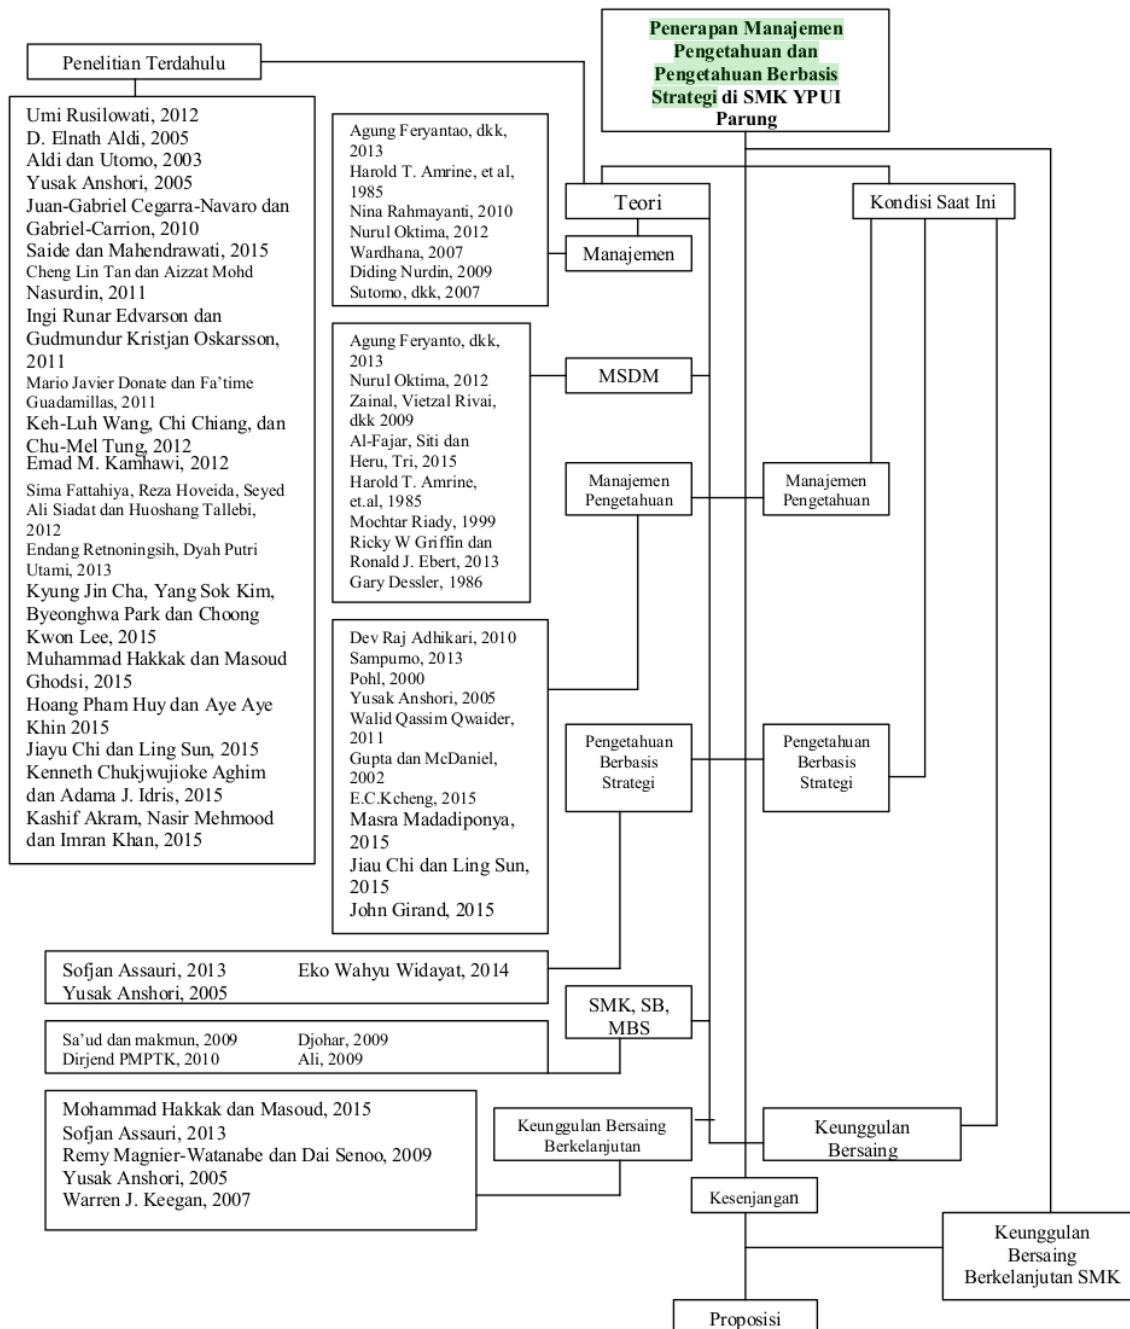 Penerapan Manajemen
Pengetahuan dan
Pengetahuan Berbasis
Strategi di SMK YPUI
Parung
Penelitian Terdahulu
Umi Rusilowati, 2012
D. Elnath Aldi, 2005
Aldi dan Utomo, 2003
Yusak Anshori, 2005
Juan-Gabriel Cegarra-Navaro dan
Gabriel-Carrion, 2010
Saide dan Mahendrawati, 2015
Cheng Lin Tan dan Aizzat Mohd
Nasurdin, 2011
Ingi Runar Edvarson dan
Gudmundur Kristjan Oskarsson,
2011
Mario Javier Donate dan Fa'time
Guadamillas, 2011
Keh-Luh Wang, Chi Chiang, dan
Chu-Mel Tung, 2012
Emad M. Kamhawi, 2012
Sima Fattahiya, Reza Hoveida, Seyed
Ali Siadat dan Huoshang Tallebi,
2012
Endang Retnoningsih, Dyah Putri
Utami, 2013
Kyung Jin Cha, Yang Sok Kim,
Byeonghwa Park dan Choong
Kwon Lee, 2015
Muhammad Hakkak dan Masoud
Ghodsi, 2015
Hoang Pham Huy dan Aye Aye
Khin 2015
Jiayu Chi dan Ling Sun, 2015
Kenneth Chukjwujioke Aghim
dan Adama J. Idris, 2015
Kashif Akram, Nasir Mehmood
dan Imran Khan, 2015
Agung Feryantao, dkk,
2013
Harold T. Amrine, et al,
1985
Nina Rahmayanti, 2010
Nurul Oktima, 2012
Wardhana, 2007
Diding Nurdin, 2009
Sutomo, dkk, 2007
Teori
Manajemen
Kondisi Saat Ini
Agung Feryanto, dkk,
2013
Nurul Oktima, 2012
Zainal, Vietzal Rivai,
dkk 2009
Al-Fajar, Siti dan
Heru, Tri, 2015
Harold T. Amrine,
et.al, 1985
Mochtar Riady, 1999
Ricky W Griffin dan
Ronald J. Ebert, 2013
Gary Dessler, 1986
MSDM
Manajemen
Pengetahuan
Manajemen
Pengetahuan
Dev Raj Adhikari, 2010
Sampurno, 2013
Pohl, 2000
Yusak Anshori, 2005
Walid Qassim Qwaider,
2011
Gupta dan McDaniel,
2002
E.C.Kcheng, 2015
Masra Madadiponya,
2015
Jiau Chi dan Ling Sun,
2015
John Girand, 2015
Pengetahuan
Berbasis
Strategi
Pengetahuan
Berbasis
Strategi
Sofjan Assauri, 2013 Eko Wahyu Widayat, 2014
Yusak Anshori, 2005
SMK, SB,
MBS
Sa'ud dan makmun, 2009 Djohar, 2009
Dirjend PMPTK, 2010 Ali, 2009
Mohammad Hakkak dan Masoud, 2015
Sofjan Assauri, 2013
Remy Magnier-Watanabe dan Dai Senoo, 2009
Yusak Anshori, 2005
Warren J. Keegan, 2007
Keunggulan Bersaing
Berkelanjutan
Keunggulan
Bersaing
Kesenjangan
Keunggulan
Bersaing
Berkelanjutan SMK
Proposisi